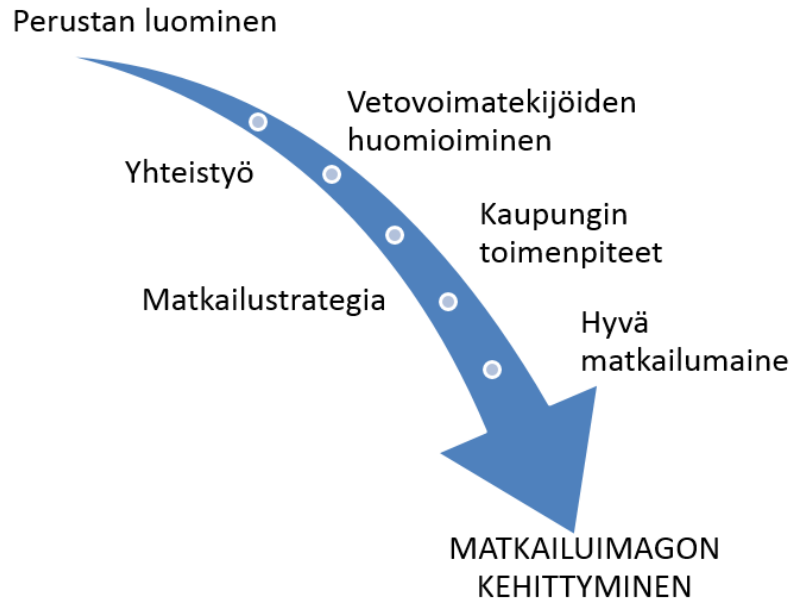 Perustan luominen
Vetovoimatekijöiden
huomioiminen
Yhteistyö
Kaupungin
toimenpiteet
Matkailustrategia
Hyvä
matkailumaine
MATKAILUIMAGON
KEHITTYMINEN